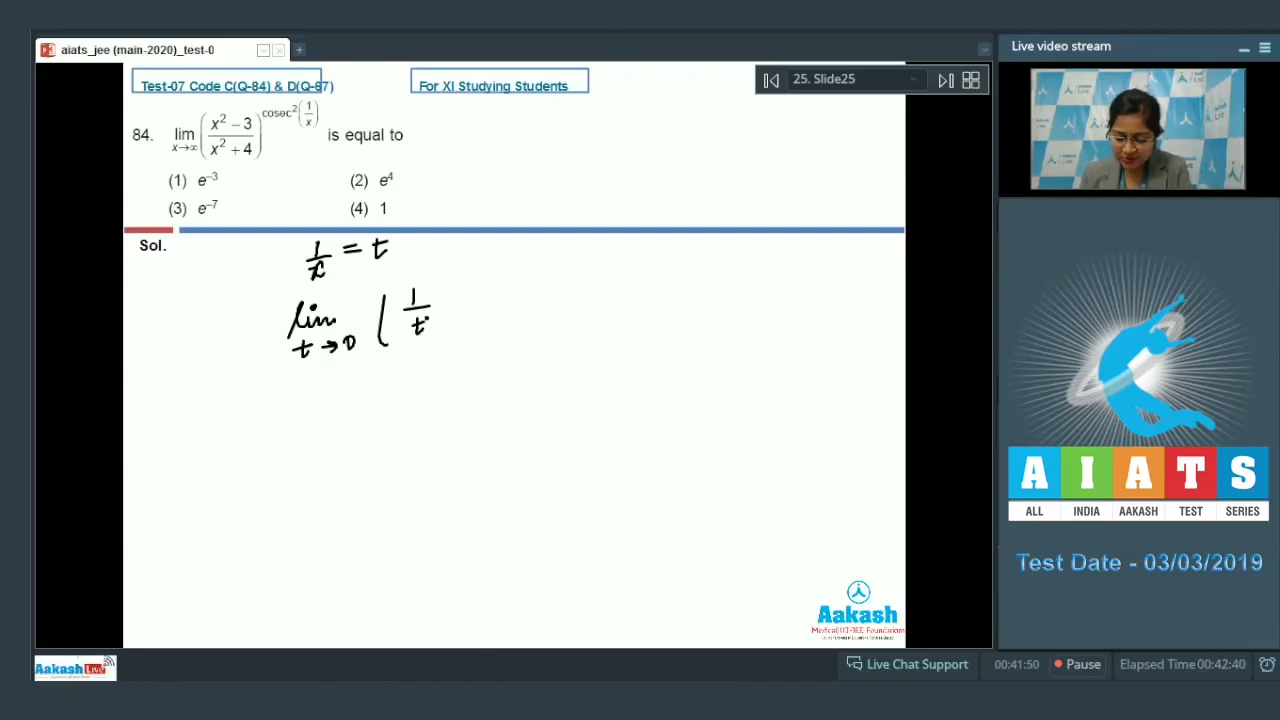 aiats_jee (main-2020)_test-0
Live video stream
Test-07 Code C(Q-84) & D(Q-87)
For XI Studying Students
25. Slide25
84. lim x→∞ ((x² – 3)/(x² + 4))^cosec²(1/x) is equal to
(1) e⁻³ (2) e⁴
(3) e⁻⁷ (4) 1
Sol.
1/x = t
lim t→0 ( 1/t
A I A T S
ALL INDIA AAKASH TEST SERIES
Test Date - 03/03/2019
Aakash
Medical|IIT-JEE|Foundations
Aakash Live
Live Chat Support
00:41:50
Pause
Elapsed Time 00:42:40